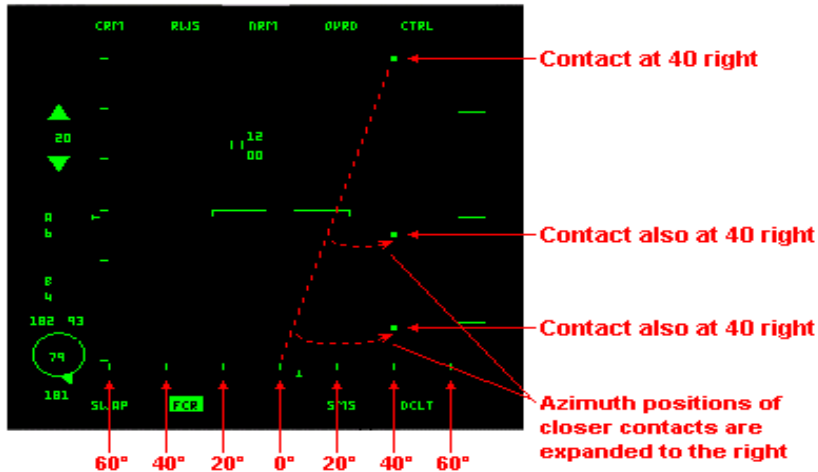 CRM RWS NRM OVRD CTRL
Contact at 40 right
20
12
00
A
6
Contact also at 40 right
B
4
182 93
Contact also at 40 right
79
181
SWAP FCR SMS DCLT
Azimuth positions of
closer contacts are
expanded to the right
60° 40° 20° 0° 20° 40° 60°